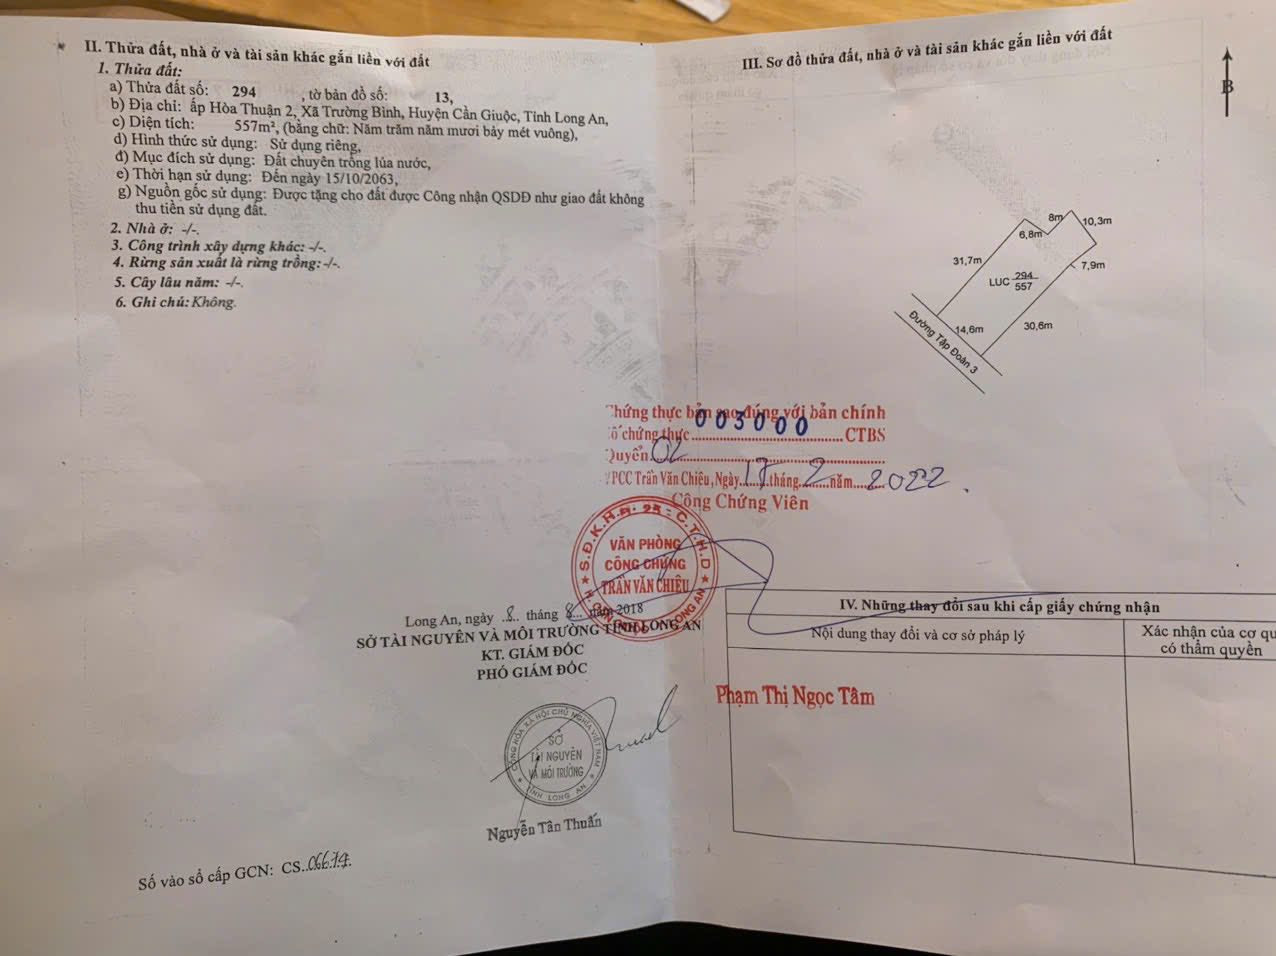 II. Thửa đất, nhà ở và tài sản khác gắn liền với đất
1. Thửa đất:
a) Thửa đất số: 294 , tờ bản đồ số: 13,
b) Địa chỉ: ấp Hòa Thuận 2, Xã Trường Bình, Huyện Cần Giuộc, Tỉnh Long An,
c) Diện tích: 557m², (bằng chữ: Năm trăm năm mươi bảy mét vuông),
d) Hình thức sử dụng: Sử dụng riêng,
đ) Mục đích sử dụng: Đất chuyên trồng lúa nước,
e) Thời hạn sử dụng: Đến ngày 15/10/2063,
g) Nguồn gốc sử dụng: Được tặng cho đất được Công nhận QSDĐ như giao đất không
thu tiền sử dụng đất.
2. Nhà ở: -/-.
3. Công trình xây dựng khác: -/-.
4. Rừng sản xuất là rừng trồng: -/-.
5. Cây lâu năm: -/-.
6. Ghi chú: Không.
Long An, ngày 8 tháng 8 năm 2018
SỞ TÀI NGUYÊN VÀ MÔI TRƯỜNG TỈNH LONG AN
KT. GIÁM ĐỐC
PHÓ GIÁM ĐỐC
CỘNG HÒA XÃ HỘI CHỦ NGHĨA VIỆT NAM
SỞ
TÀI NGUYÊN
VÀ MÔI TRƯỜNG
TỈNH LONG AN
Nguyễn Tân Thuấn
Số vào sổ cấp GCN: CS..06674.
III. Sơ đồ thửa đất, nhà ở và tài sản khác gắn liền với đất
B
8m
10,3m
6,8m
31,7m
7,9m
LUC 294
557
30,6m
14,6m
Đường Tập Đoàn 3
hứng thực bản sao đúng với bản chính
ố chứng thực 003000 CTBS
Quyển 02
PCC Trần Văn Chiêu, Ngày 17 tháng 2 năm 2022
Công Chứng Viên
VĂN PHÒNG
CÔNG CHỨNG
TRẦN VĂN CHIÊU
Phạm Thị Ngọc Tâm
IV. Những thay đổi sau khi cấp giấy chứng nhận
Nội dung thay đổi và cơ sở pháp lý
Xác nhận của cơ qu
có thẩm quyền